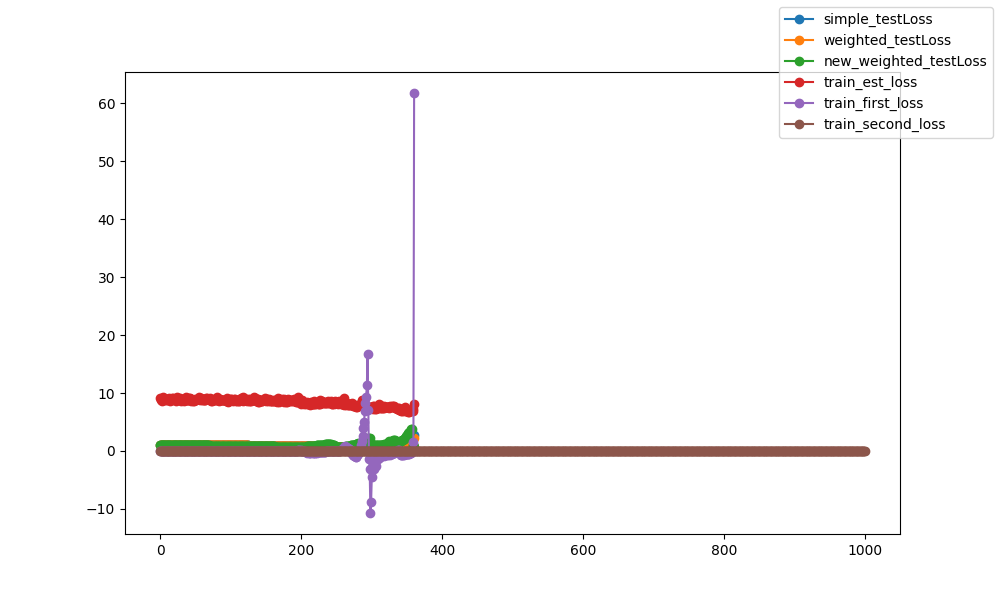 simple_testLoss
weighted_testLoss
new_weighted_testLoss
train_est_loss
train_first_loss
train_second_loss
60
50
40
30
20
10
0
−10
0 200 400 600 800 1000